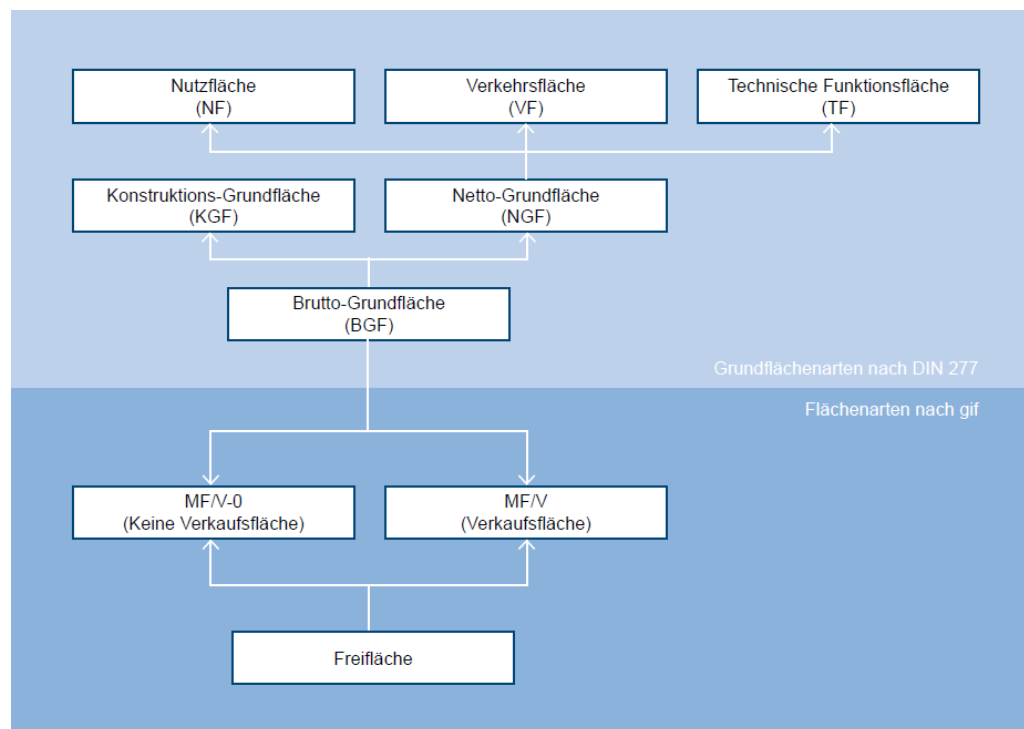 Nutzfläche
(NF)
Verkehrsfläche
(VF)
Technische Funktionsfläche
(TF)
Konstruktions-Grundfläche
(KGF)
Netto-Grundfläche
(NGF)
Brutto-Grundfläche
(BGF)
Grundflächenarten nach DIN 277
Flächenarten nach gif
MF/V-0
(Keine Verkaufsfläche)
MF/V
(Verkaufsfläche)
Freifläche